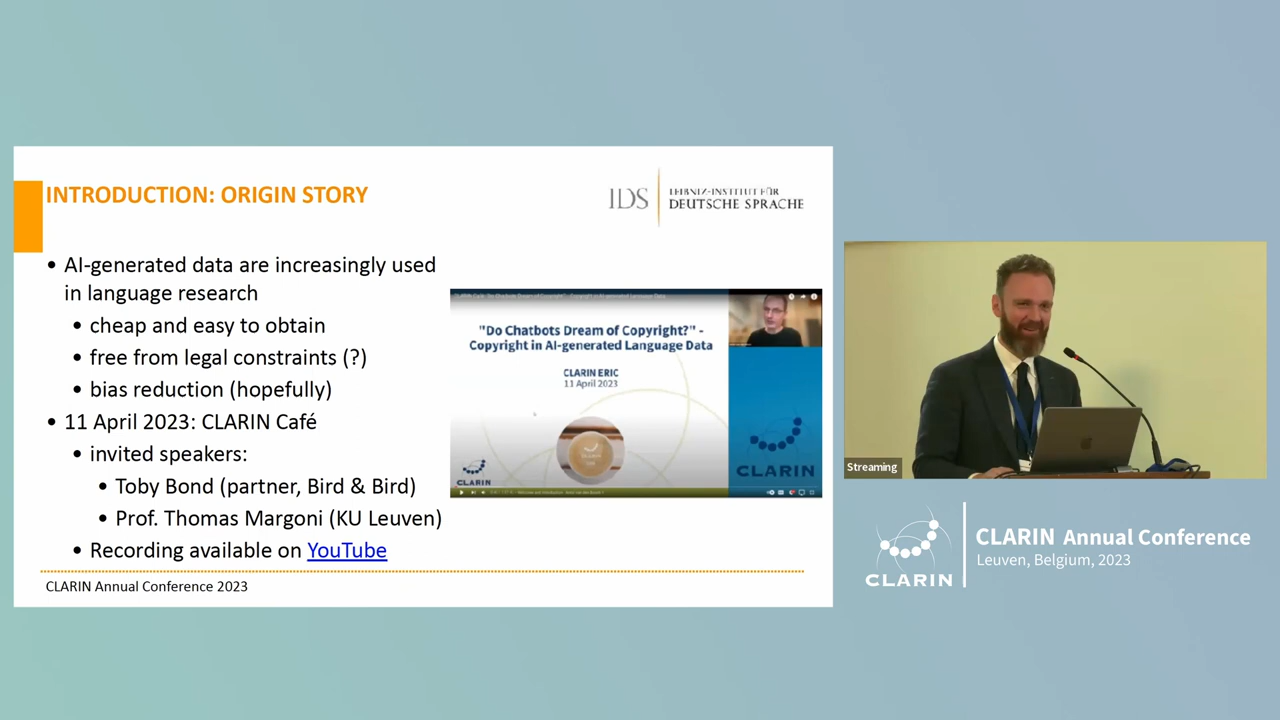 INTRODUCTION: ORIGIN STORY
IDS
LEIBNIZ-INSTITUT FÜR
DEUTSCHE SPRACHE
• AI-generated data are increasingly used
in language research
• cheap and easy to obtain
• free from legal constraints (?)
• bias reduction (hopefully)
• 11 April 2023: CLARIN Café
• invited speakers:
• Toby Bond (partner, Bird & Bird)
• Prof. Thomas Margoni (KU Leuven)
• Recording available on YouTube
CLARIN Annual Conference 2023
"Do Chatbots Dream of Copyright?" -
Copyright in AI-generated Language Data
CLARIN ERIC
11 April 2023
CLARIN
CLARIN
Streaming
CLARIN
CLARIN Annual Conference
Leuven, Belgium, 2023